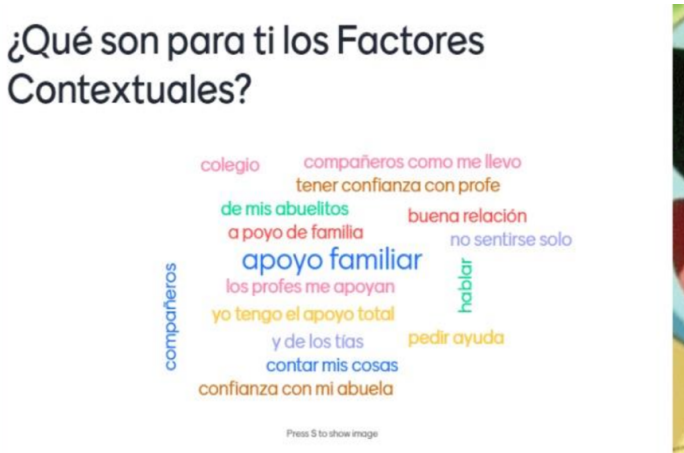 ¿Qué son para ti los Factores
Contextuales?
colegio
compañeros como me llevo
tener confianza con profe
de mis abuelitos
buena relación
a poyo de familia
no sentirse solo
apoyo familiar
compañeros
hablar
los profes me apoyan
yo tengo el apoyo total
pedir ayuda
y de los tías
contar mis cosas
confianza con mi abuela
Press S to show image